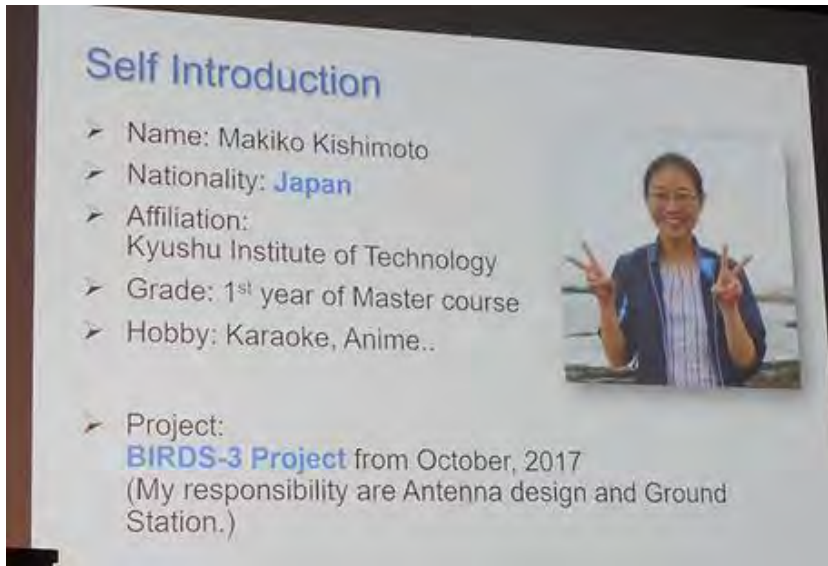 Self Introduction
➢ Name: Makiko Kishimoto
➢ Nationality: Japan
➢ Affiliation:
Kyushu Institute of Technology
➢ Grade: 1st year of Master course
➢ Hobby: Karaoke, Anime..
➢ Project:
BIRDS-3 Project from October, 2017
(My responsibility are Antenna design and Ground
Station.)